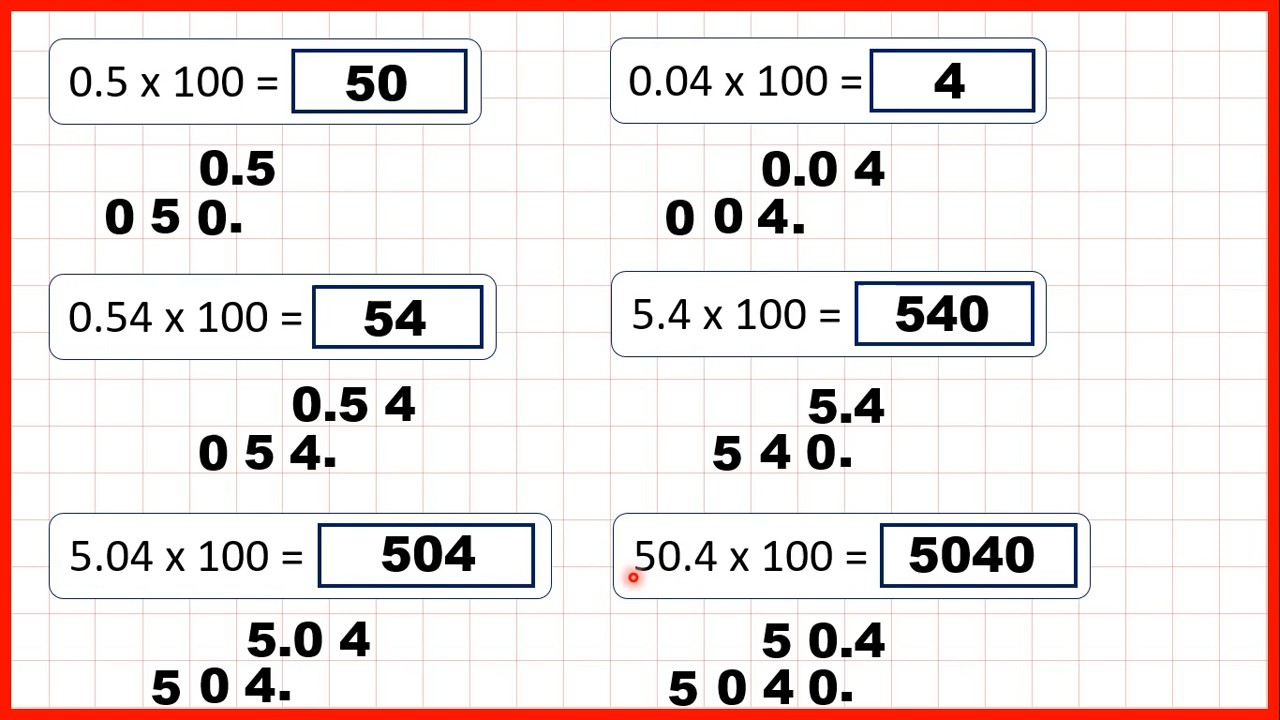 0.5 x 100 = 50
0.5
0 5 0.
0.04 x 100 = 4
0.0 4
0 0 4.
0.54 x 100 = 54
0.5 4
0 5 4.
5.4 x 100 = 540
5.4
5 4 0.
5.04 x 100 = 504
5.0 4
5 0 4.
50.4 x 100 = 5040
5 0.4
5 0 4 0.